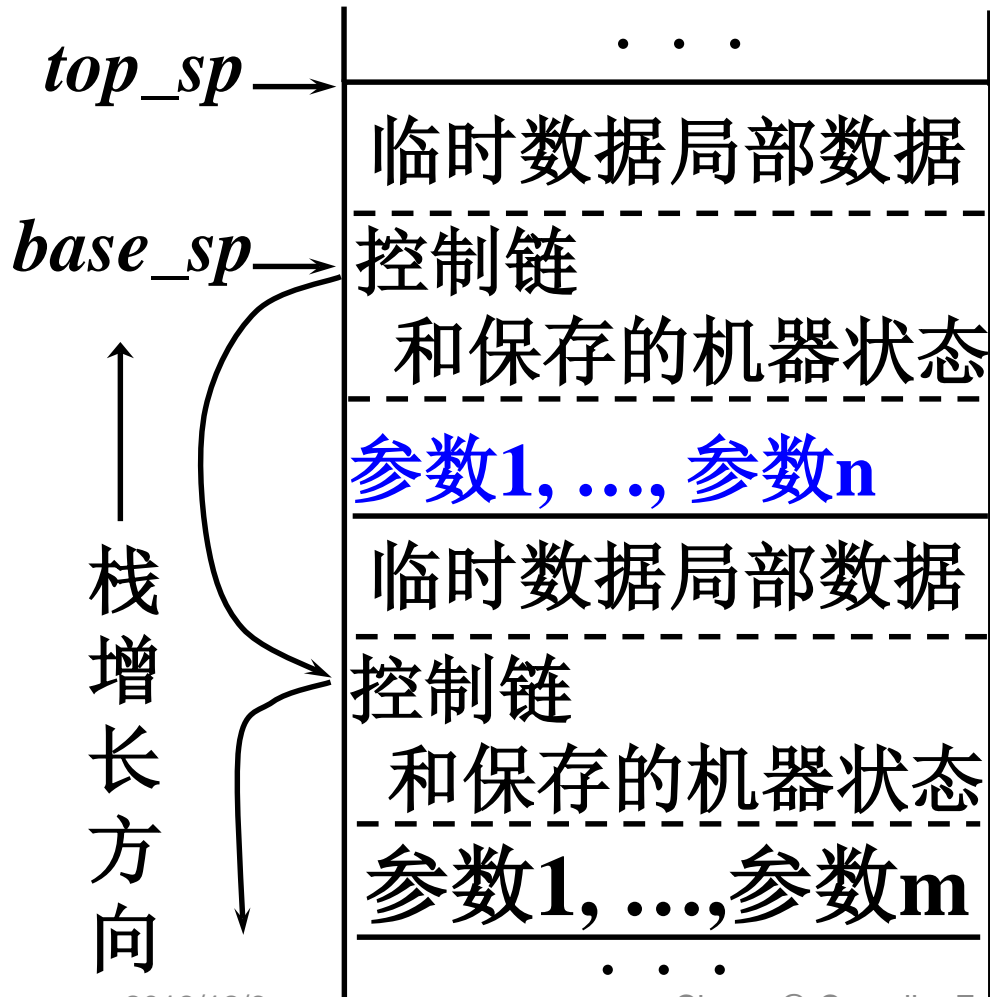 . . .
top_sp
临时数据局部数据
base_sp
控制链
和保存的机器状态
参数1, …, 参数n
临时数据局部数据
控制链
和保存的机器状态
参数1, …,参数m
. . .
栈增长方向